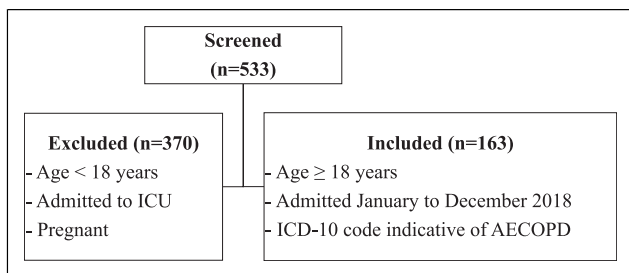 Screened
(n=533)
Excluded (n=370)
- Age < 18 years
- Admitted to ICU
- Pregnant
Included (n=163)
- Age ≥ 18 years
- Admitted January to December 2018
- ICD-10 code indicative of AECOPD